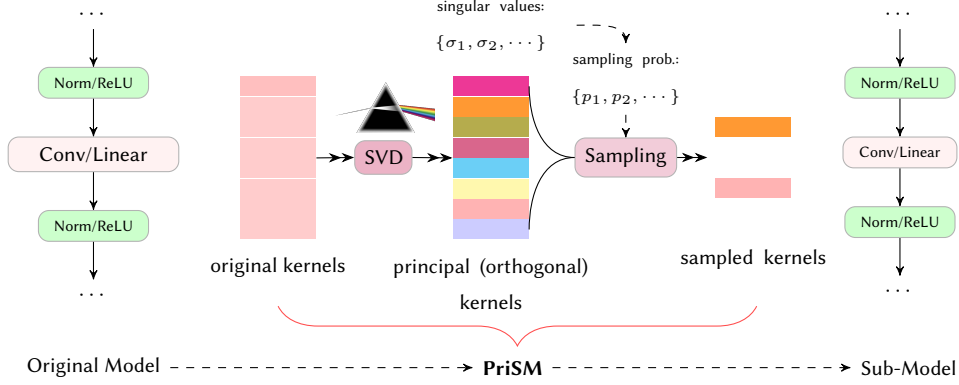 . . .
Norm/ReLU
Conv/Linear
Norm/ReLU
. . .
original kernels
SVD
singular values:
{σ1, σ2, · · · }
principal (orthogonal)
kernels
sampling prob.:
{p1, p2, · · · }
Sampling
sampled kernels
. . .
Norm/ReLU
Conv/Linear
Norm/ReLU
. . .
Original Model
PriSM
Sub-Model